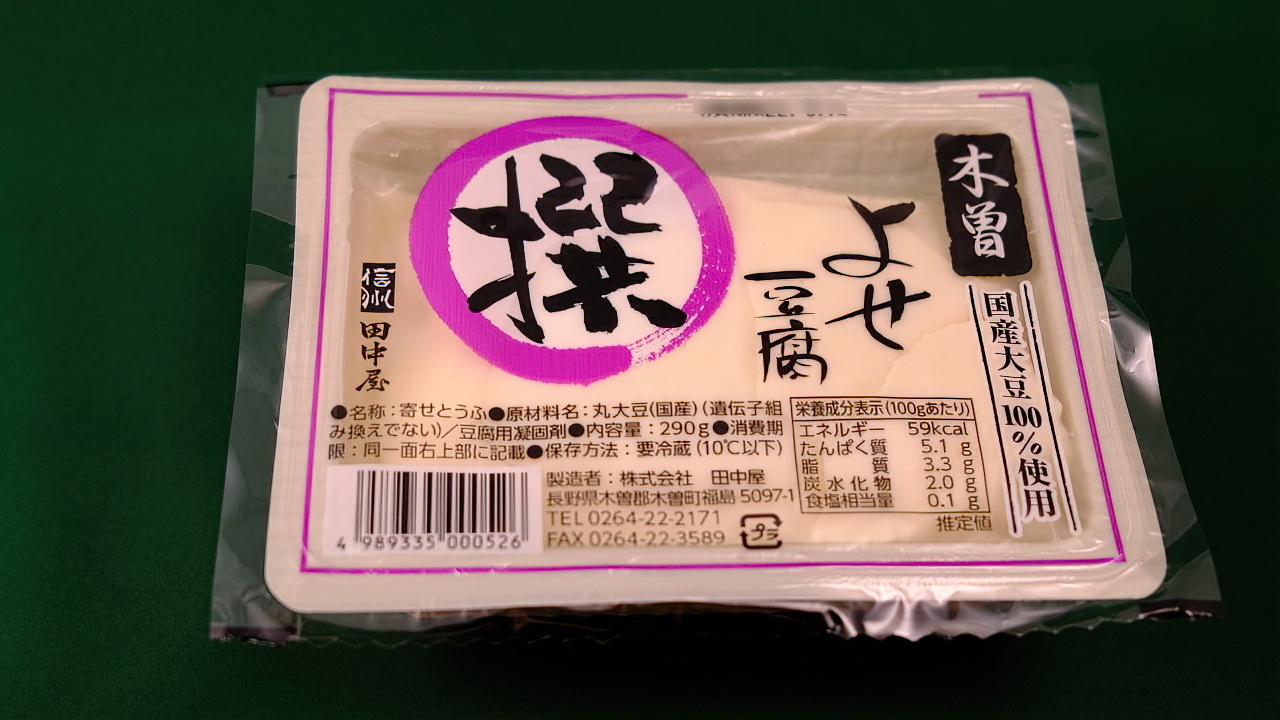 撰
木曽
よせ
豆腐
国産大豆100%使用
信州
田中屋
●名称：寄せとうふ●原材料名：丸大豆(国産)(遺伝子組
み換えでない)／豆腐用凝固剤●内容量：290g●消費期
限：同一面右上部に記載●保存方法：要冷蔵(10℃以下)
製造者：株式会社 田中屋
長野県木曽郡木曽町福島 5097-1
TEL 0264-22-2171
FAX 0264-22-3589
プラ
4 989335 000526
栄養成分表示(100gあたり)
エネルギー 59kcal
たんぱく質 5.1 g
脂質 3.3 g
炭水化物 2.0 g
食塩相当量 0.1 g
推定値